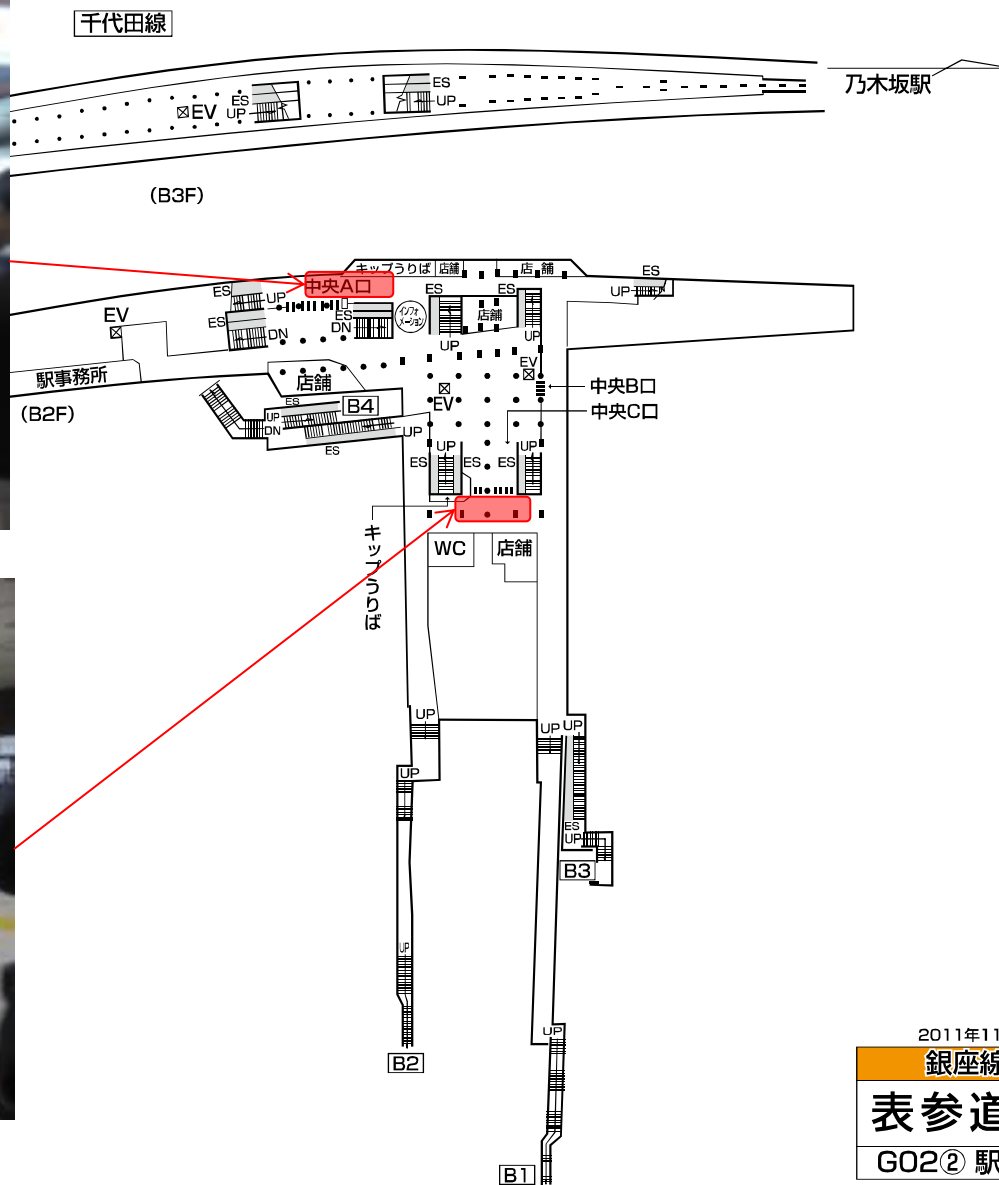 千代田線
乃木坂駅
ES
UP
EV
ES
UP
(B3F)
キップうりば
店舗
店舗
ES
UP
中央A口
ES
UP
ES
DN
ES
DN
インフォメーション
ES
UP
店舗
ES
UP
EV
EV
EV
駅事務所
(B2F)
店舗
中央B口
中央C口
B4
ES
UP
DN
ES
UP
UP
ES
ES
UP
ES
キップうりば
WC
店舗
UP
UP
UP
UP
ES
UP
B3
UP
UP
B2
B1
2011年11
銀座線
表参道
G02② 駅